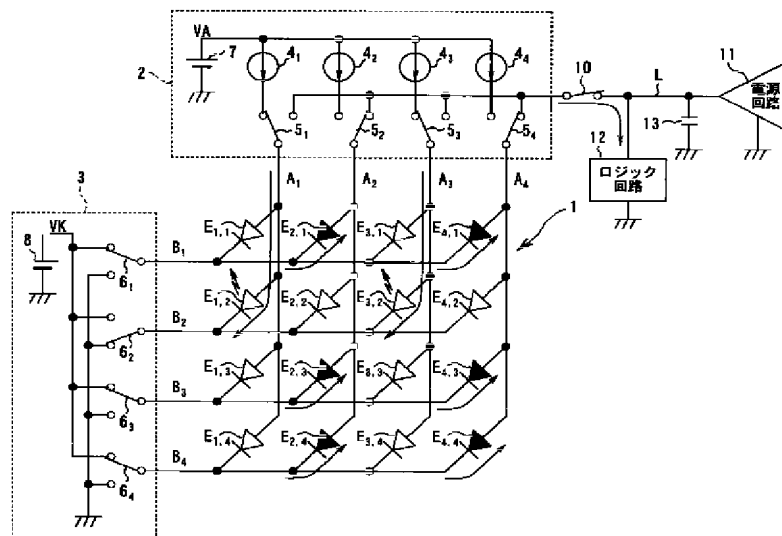 VA
7
4₁
4₂
4₃
4₄
2
10
L
11
電源
回路
13
12
ロジック
回路
5₁
5₂
5₃
5₄
A₁
A₂
A₃
A₄
1
3
VK
8
6₁
6₂
6₃
6₄
B₁
E₁,₁
E₂,₁
E₃,₁
E₄,₁
B₂
E₁,₂
E₂,₂
E₃,₂
E₄,₂
B₃
E₁,₃
E₂,₃
E₃,₃
E₄,₃
B₄
E₁,₄
E₂,₄
E₃,₄
E₄,₄